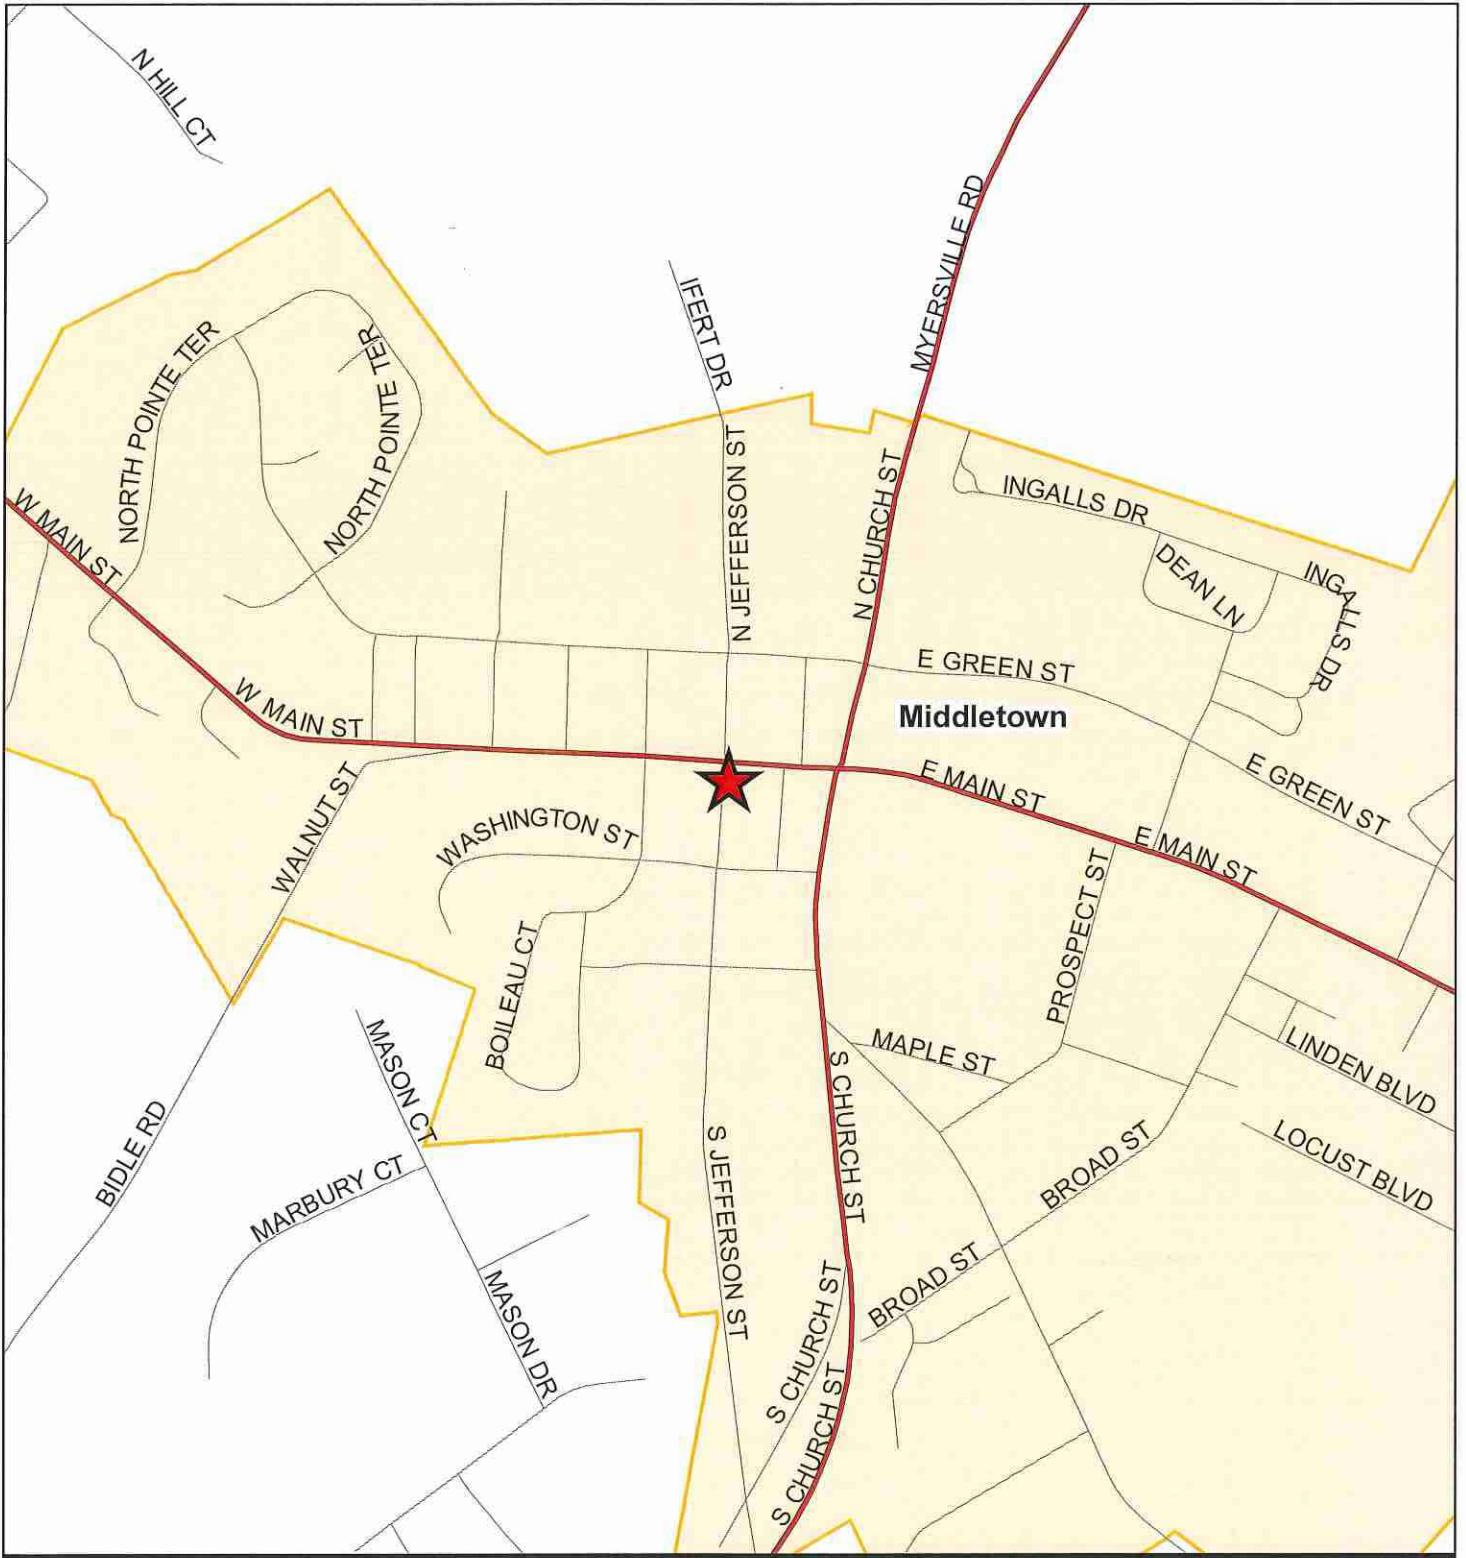 N HILL CT
MYERSVILLE RD
IFERT DR
NORTH POINTE TER
NORTH POINTE TER
N JEFFERSON ST
N CHURCH ST
INGALLS DR
W MAIN ST
DEAN LN
INGALLS DR
E GREEN ST
W MAIN ST
Middletown
E GREEN ST
E MAIN ST
WALNUT ST
WASHINGTON ST
E MAIN ST
PROSPECT ST
BOILEAU CT
MASON CT
MAPLE ST
LINDEN BLVD
S CHURCH ST
BIDLE RD
LOCUST BLVD
BROAD ST
MARBURY CT
S JEFFERSON ST
BROAD ST
S CHURCH ST
MASON DR
S CHURCH ST